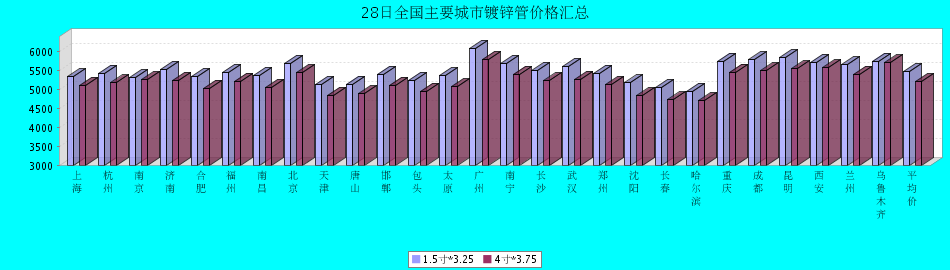 28日全国主要城市镀锌管价格汇总
6000
5500
5000
4500
4000
3500
3000
上海
杭州
南京
济南
合肥
福州
南昌
北京
天津
唐山
邯郸
包头
太原
广州
南宁
长沙
武汉
郑州
沈阳
长春
哈尔滨
重庆
成都
昆明
西安
兰州
乌鲁木齐
平均价
1.5寸*3.25
4寸*3.75